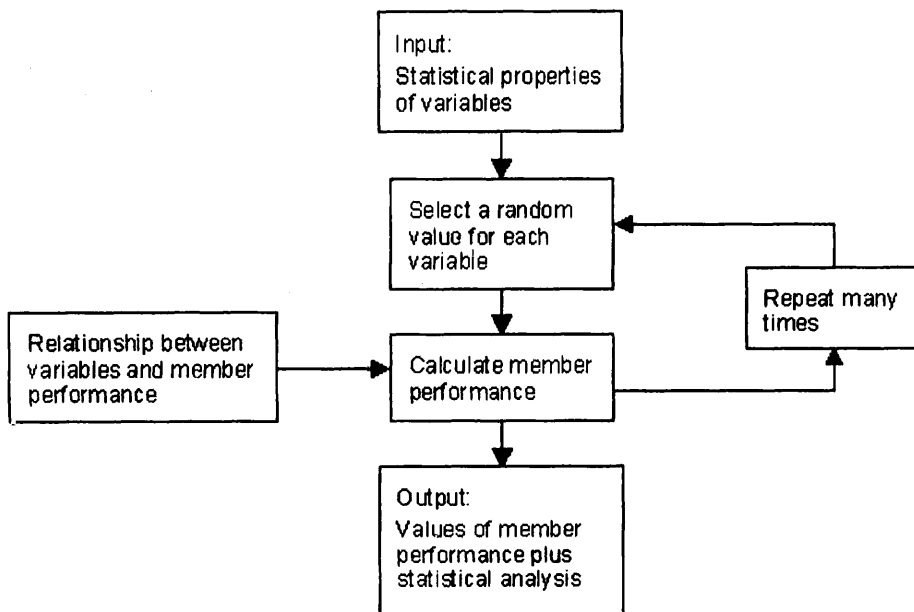 Input:
Statistical properties
of variables
Select a random
value for each
variable
Repeat many
times
Relationship between
variables and member
performance
Calculate member
performance
Output:
Values of member
performance plus
statistical analysis